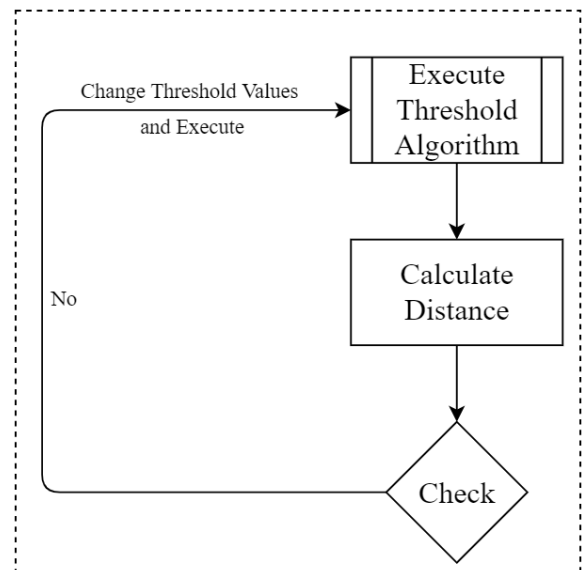 Execute
Threshold
Algorithm
Change Threshold Values
and Execute
Calculate
Distance
No
Check